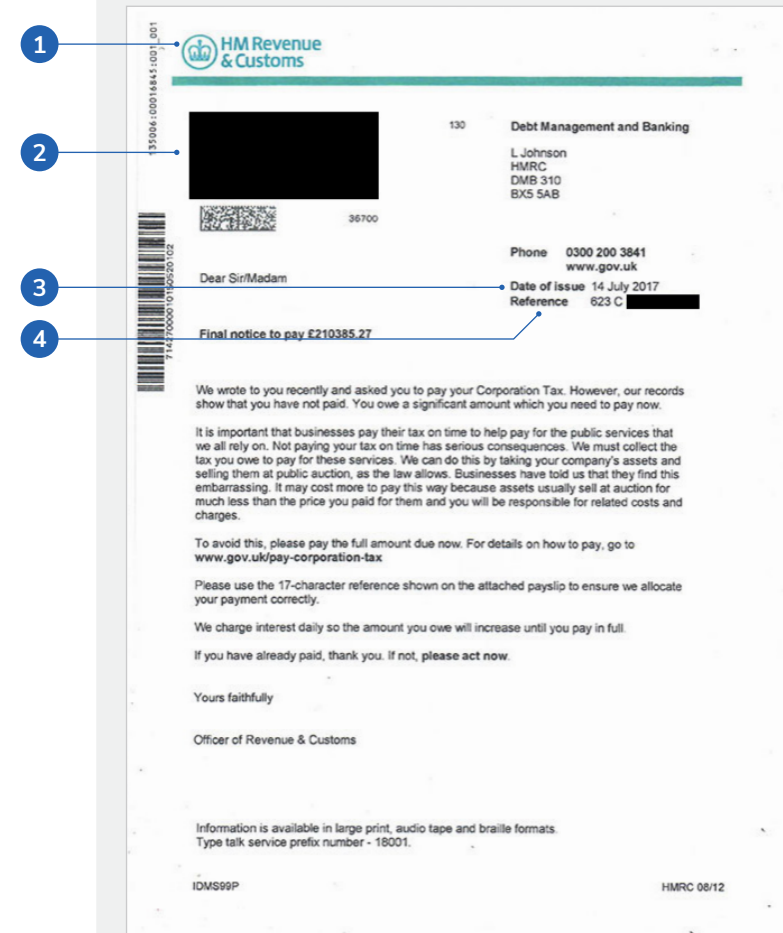 1
HM Revenue
& Customs
135006:00016845:001_001
2
130
Debt Management and Banking
L Johnson
HMRC
DMB 310
BX5 5AB
36700
Phone 0300 200 3841
www.gov.uk
Dear Sir/Madam
3
Date of issue 14 July 2017
4
Reference 623 C
Final notice to pay £210385.27
We wrote to you recently and asked you to pay your Corporation Tax. However, our records
show that you have not paid. You owe a significant amount which you need to pay now.
It is important that businesses pay their tax on time to help pay for the public services that
we all rely on. Not paying your tax on time has serious consequences. We must collect the
tax you owe to pay for these services. We can do this by taking your company's assets and
selling them at public auction, as the law allows. Businesses have told us that they find this
embarrassing. It may cost more to pay this way because assets usually sell at auction for
much less than the price you paid for them and you will be responsible for related costs and
charges.
To avoid this, please pay the full amount due now. For details on how to pay, go to
www.gov.uk/pay-corporation-tax
Please use the 17-character reference shown on the attached payslip to ensure we allocate
your payment correctly.
We charge interest daily so the amount you owe will increase until you pay in full.
If you have already paid, thank you. If not, please act now.
Yours faithfully
Officer of Revenue & Customs
Information is available in large print, audio tape and braille formats.
Type talk service prefix number - 18001.
IDMS99P
HMRC 08/12